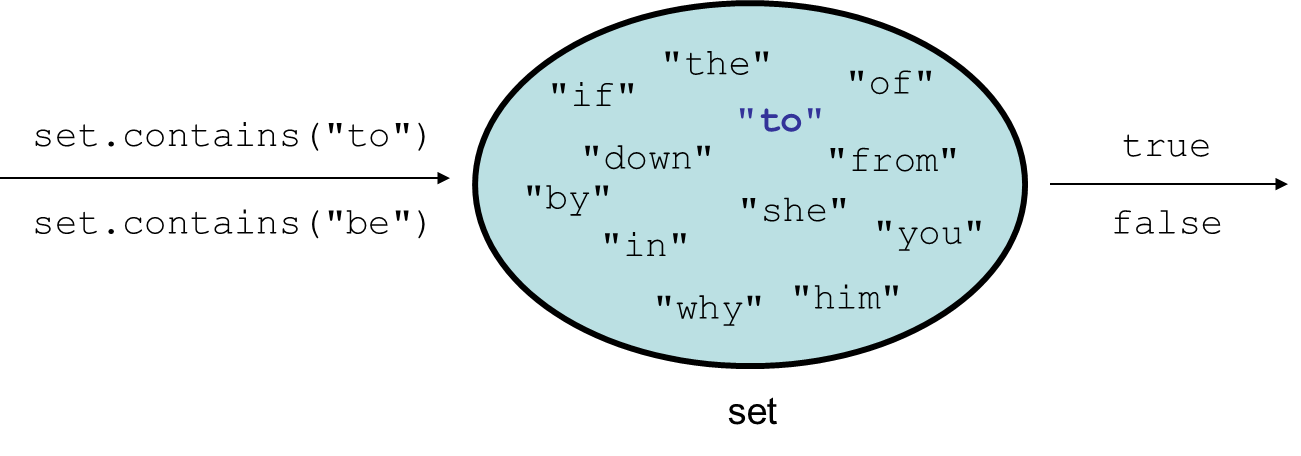 set.contains("to")
set.contains("be")
"the"
"of"
"if"
"to"
"down"
"from"
"by"
"she"
"you"
"in"
"why"
"him"
true
false
set